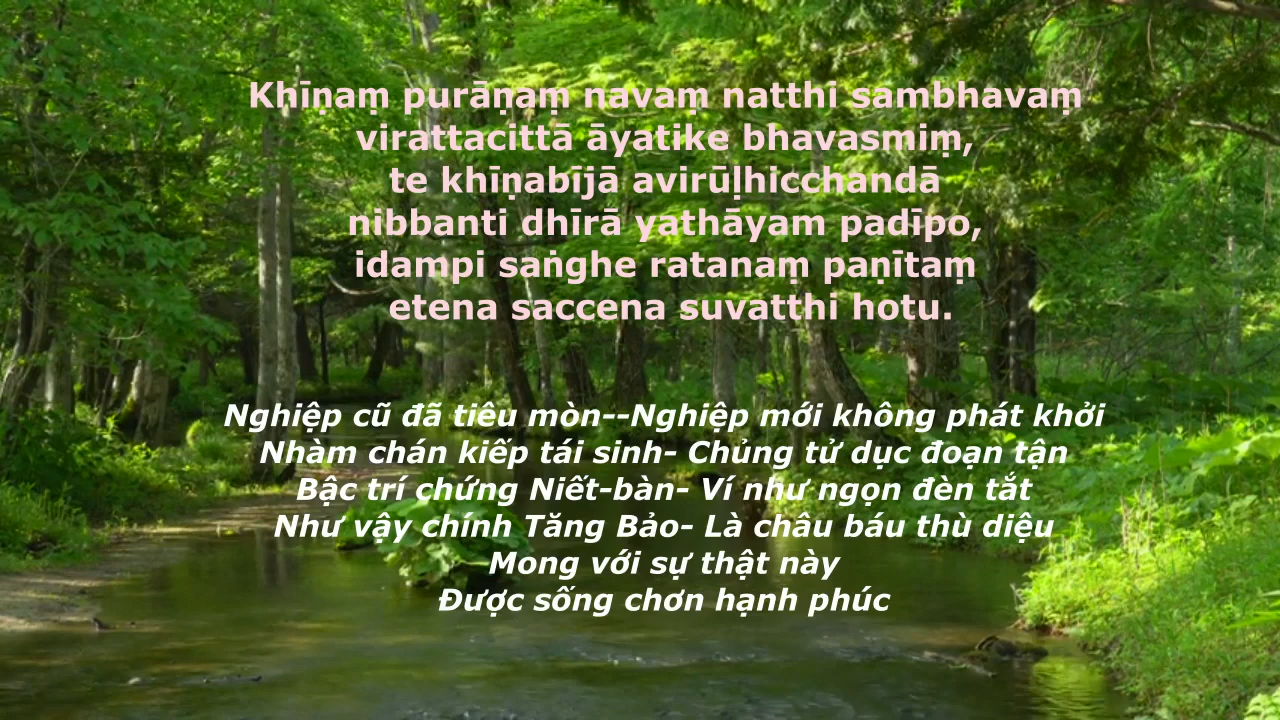 Khīṇaṃ purāṇaṃ navaṃ natthi sambhavaṃ
virattacittā āyatike bhavasmiṃ,
te khīṇabījā avirūḷhicchandā
nibbanti dhīrā yathāyam padīpo,
idampi saṅghe ratanaṃ paṇītaṃ
etena saccena suvatthi hotu.
Nghiệp cũ đã tiêu mòn--Nghiệp mới không phát khởi
Nhàm chán kiếp tái sinh- Chủng tử dục đoạn tận
Bậc trí chứng Niết-bàn- Ví như ngọn đèn tắt
Như vậy chính Tăng Bảo- Là châu báu thù diệu
Mong với sự thật này
Được sống chơn hạnh phúc